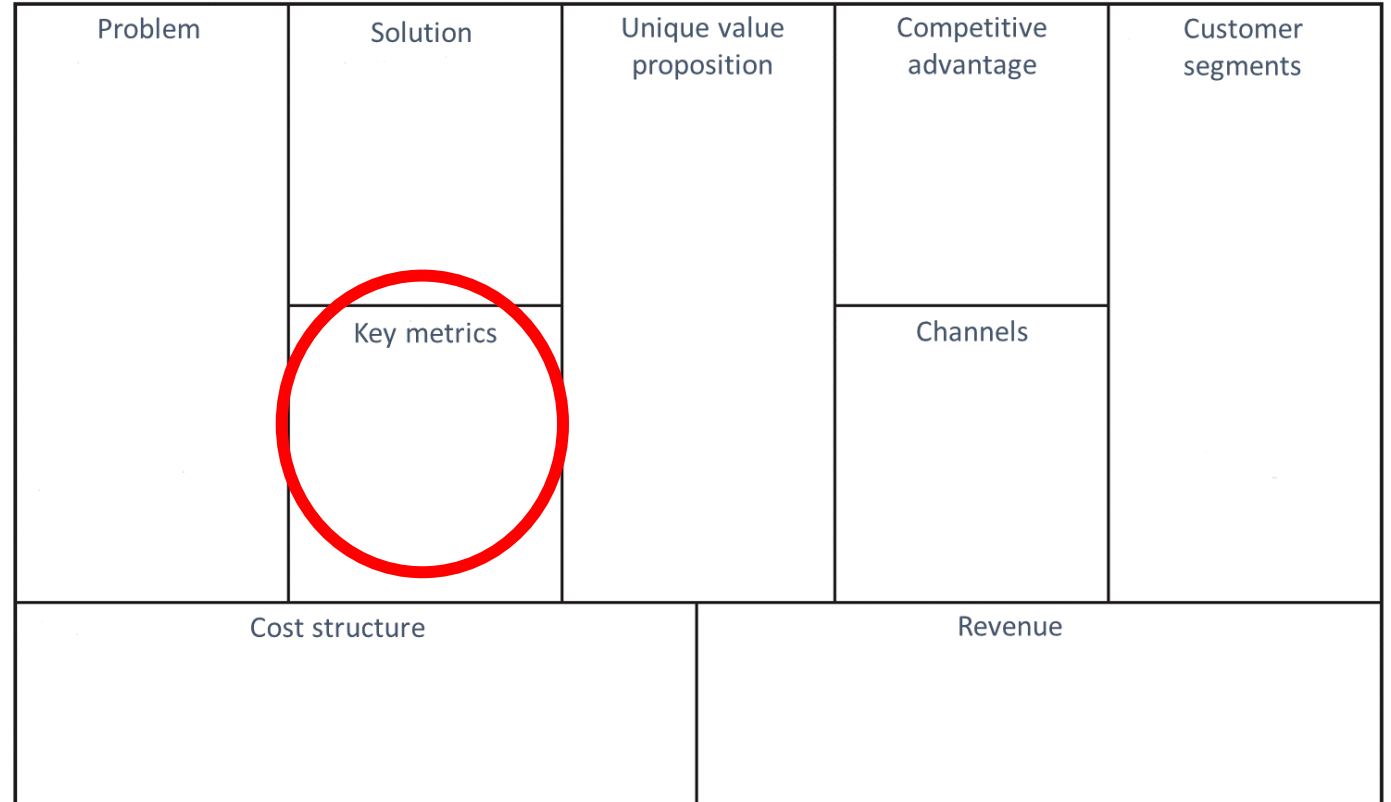 Problem
Solution
Unique value
proposition
Competitive
advantage
Customer
segments
Key metrics
Channels
Cost structure
Revenue